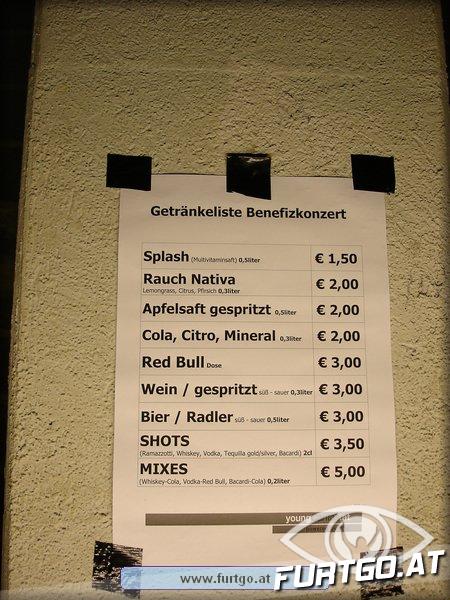 Getränkeliste Benefizkonzert
Splash (Multivitaminsaft) 0,5liter € 1,50
Rauch Nativa € 2,00
Lemongrass, Citrus, Pfirsich 0,3liter
Apfelsaft gespritzt 0,5liter € 2,00
Cola, Citro, Mineral 0,3liter € 2,00
Red Bull Dose € 3,00
Wein / gespritzt süß - sauer 0,3liter € 3,00
Bier / Radler süß - sauer 0,5liter € 3,00
SHOTS € 3,50
(Ramazzotti, Whiskey, Vodka, Tequilla gold/silver, Bacardi) 2cl
MIXES € 5,00
(Whiskey-Cola, Vodka-Red Bull, Bacardi-Cola) 0,2liter
young
www.furtgo.at
FURTGO.AT